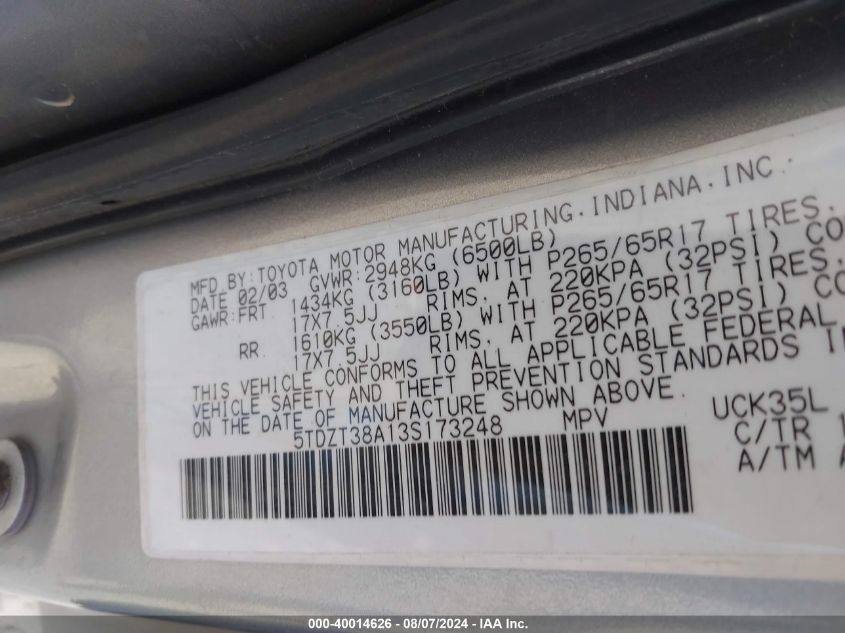 MFD BY:TOYOTA MOTOR MANUFACTURING.INDIANA.INC.
DATE 02/03 GVWR:2948KG (6500LB)
GAWR:FRT 1434KG (3160LB) WITH P265/65R17 TIRES.
17X7.5JJ RIMS. AT 220KPA (32PSI) CO
RR 1610KG (3550LB) WITH P265/65R17 TIRES.
17X7.5JJ RIMS. AT 220KPA (32PSI) CO
THIS VEHICLE CONFORMS TO ALL APPLICABLE FEDERAL
VEHICLE SAFETY AND THEFT PREVENTION STANDARDS I
ON THE DATE OF MANUFACTURE SHOWN ABOVE.
5TDZT38A13S173248 MPV UCK35L
C/TR 1
A/TM A
000-40014626 - 08/07/2024 - IAA Inc.